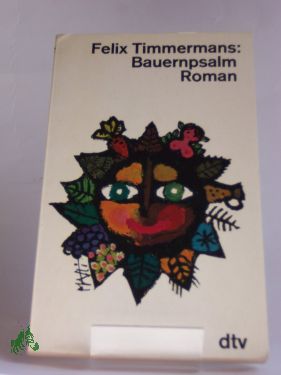 Felix Timmermans:
Bauernpsalm
Roman
dtv